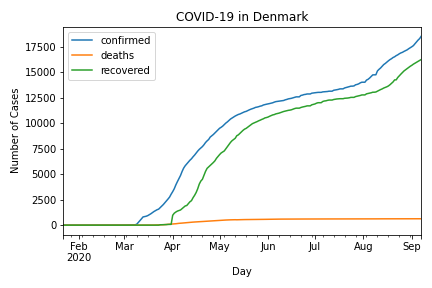 COVID-19 in Denmark
confirmed
deaths
recovered
Number of Cases
17500
15000
12500
10000
7500
5000
2500
0
Feb Mar Apr May Jun Jul Aug Sep
2020
Day